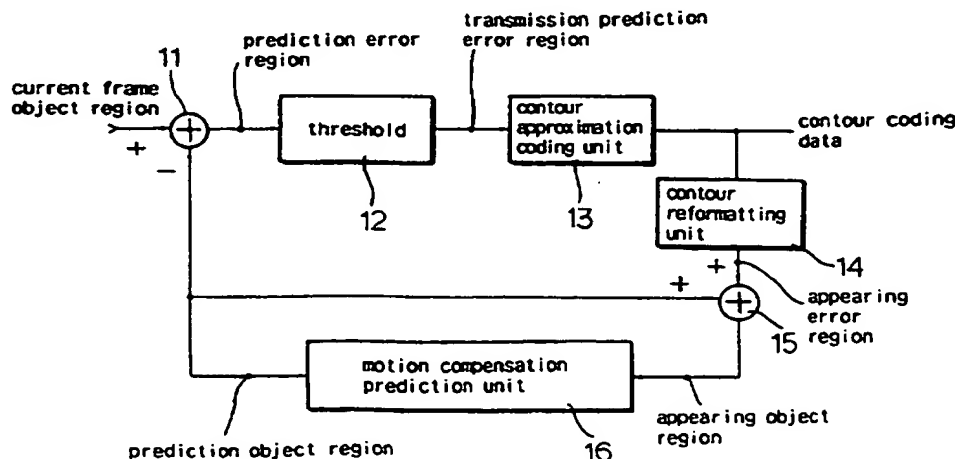 transmission prediction
error region
prediction error
region
11
current frame
object region
+
+
−
threshold
12
contour
approximation
coding unit
13
contour coding
data
contour
reformatting
unit
14
+
+
+
15
appearing
error
region
motion compensation
prediction unit
16
prediction object region
appearing object
region